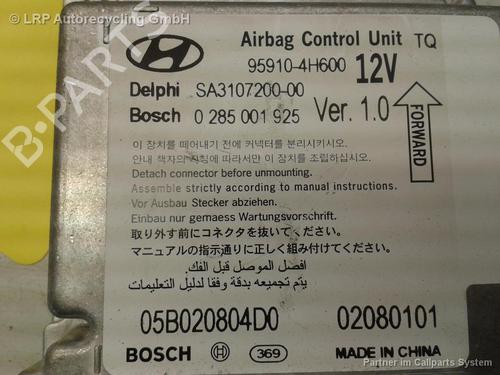 © LRP Autorecycling GmbH
B-PARTS
Airbag Control Unit TQ
95910-4H600 12V
Delphi SA3107200-00
Bosch 0 285 001 925 Ver. 1.0
FORWARD
이 장치를 떼어내기 전에 커넥터를 분리시키시오.
안내 책자의 지침에 따라서만 이 장치를 조립하시오.
Detach connector before unmounting.
Assemble strictly according to manual instructions.
Vor Ausbau Stecker abziehen.
Einbau nur gemaess Wartungsvorschrift.
取り外す前にコネクタを抜いてください。
マニュアルの指示通りに正しく組み付けてください。
افصل الموصل قبل الفك.
يتم تجميعه بدقة وفقا لدليل التعليمات
05B020804D0 02080101
BOSCH 369 MADE IN CHINA
Partner im Callparts System